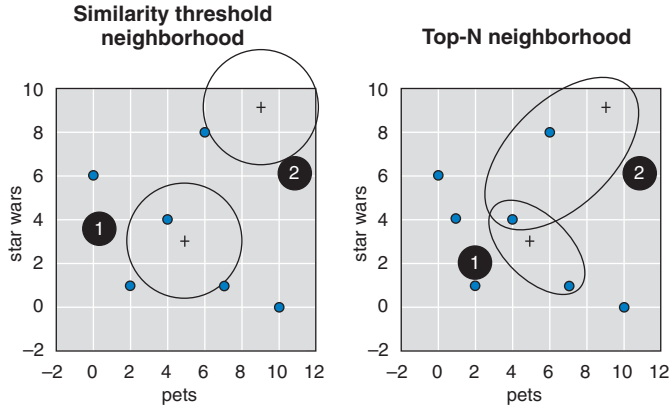 Similarity threshold
neighborhood
10
8
6
4
2
0
–2
star wars
1
2
–2 0 2 4 6 8 10 12
pets
Top-N neighborhood
10
8
6
4
2
0
–2
star wars
2
1
–2 0 2 4 6 8 10 12
pets